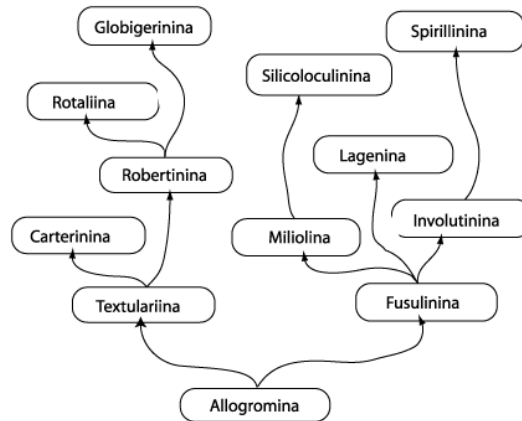 Globigerinina
Spirillinina
Silicoloculinina
Rotaliina
Lagenina
Robertinina
Involutinina
Carterinina
Miliolina
Textulariina
Fusulinina
Allogromina